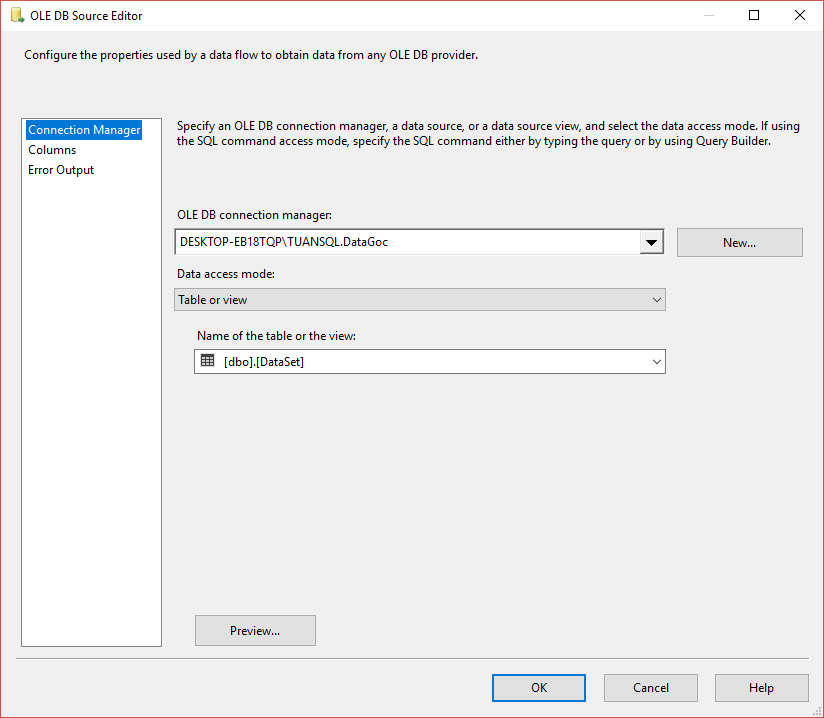 OLE DB Source Editor
Configure the properties used by a data flow to obtain data from any OLE DB provider.
Connection Manager
Columns
Error Output
Specify an OLE DB connection manager, a data source, or a data source view, and select the data access mode. If using
the SQL command access mode, specify the SQL command either by typing the query or by using Query Builder.
OLE DB connection manager:
DESKTOP-EB18TQP\TUANSQL.DataGoc
New...
Data access mode:
Table or view
Name of the table or the view:
[dbo].[DataSet]
Preview...
OK
Cancel
Help